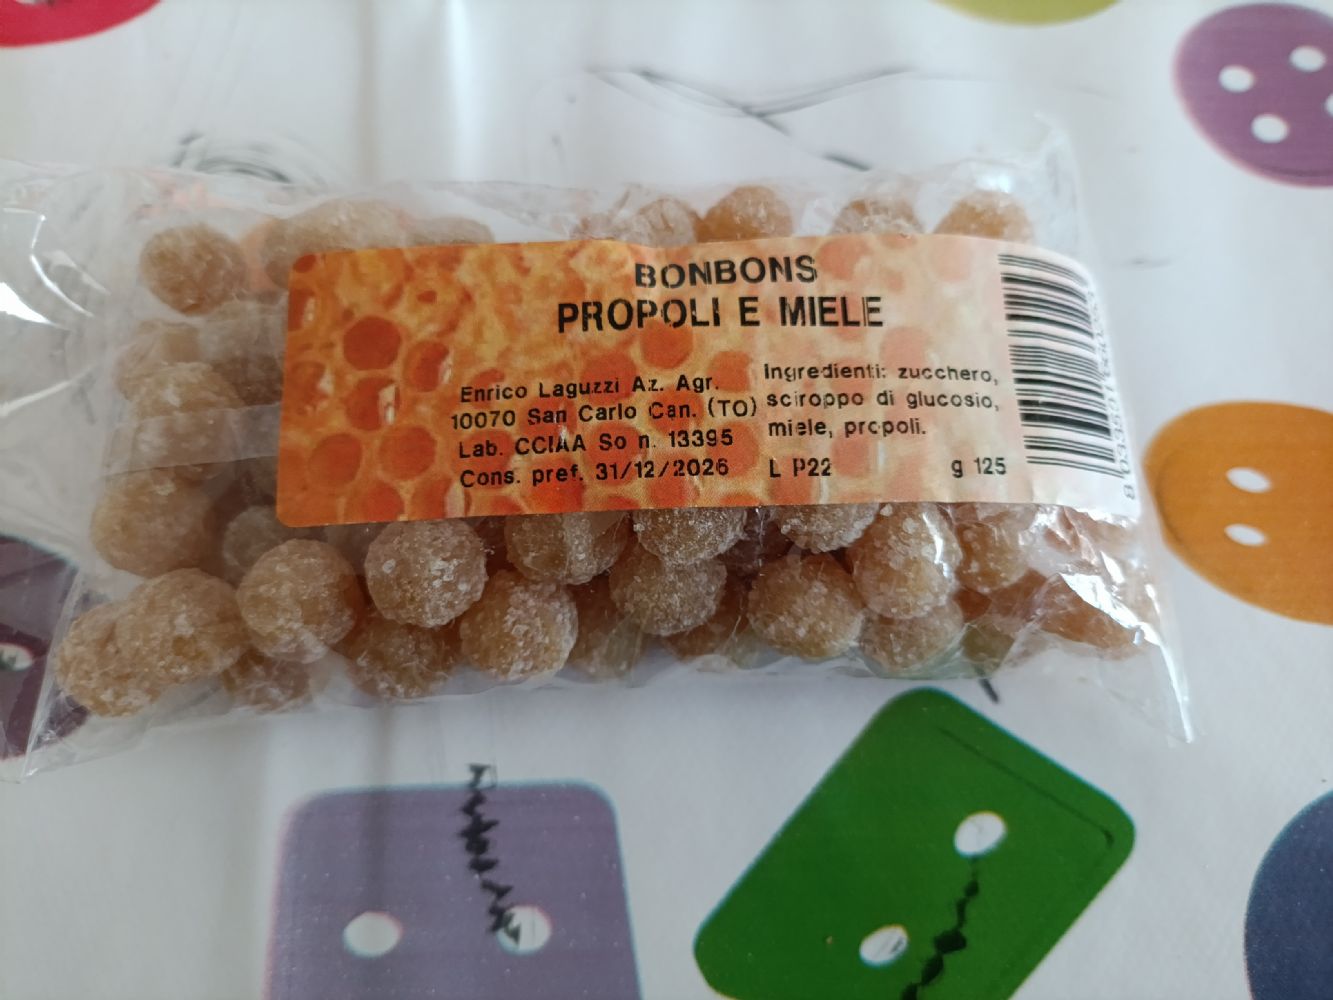 BONBONS
PROPOLI E MIELE
Enrico Laguzzi Az. Agr.
10070 San Carlo Can. (TO)
Lab. CCIAA So n. 13395
Cons. pref. 31/12/2026
Ingredienti: zucchero,
sciroppo di glucosio,
miele, propoli.
L P22 g 125